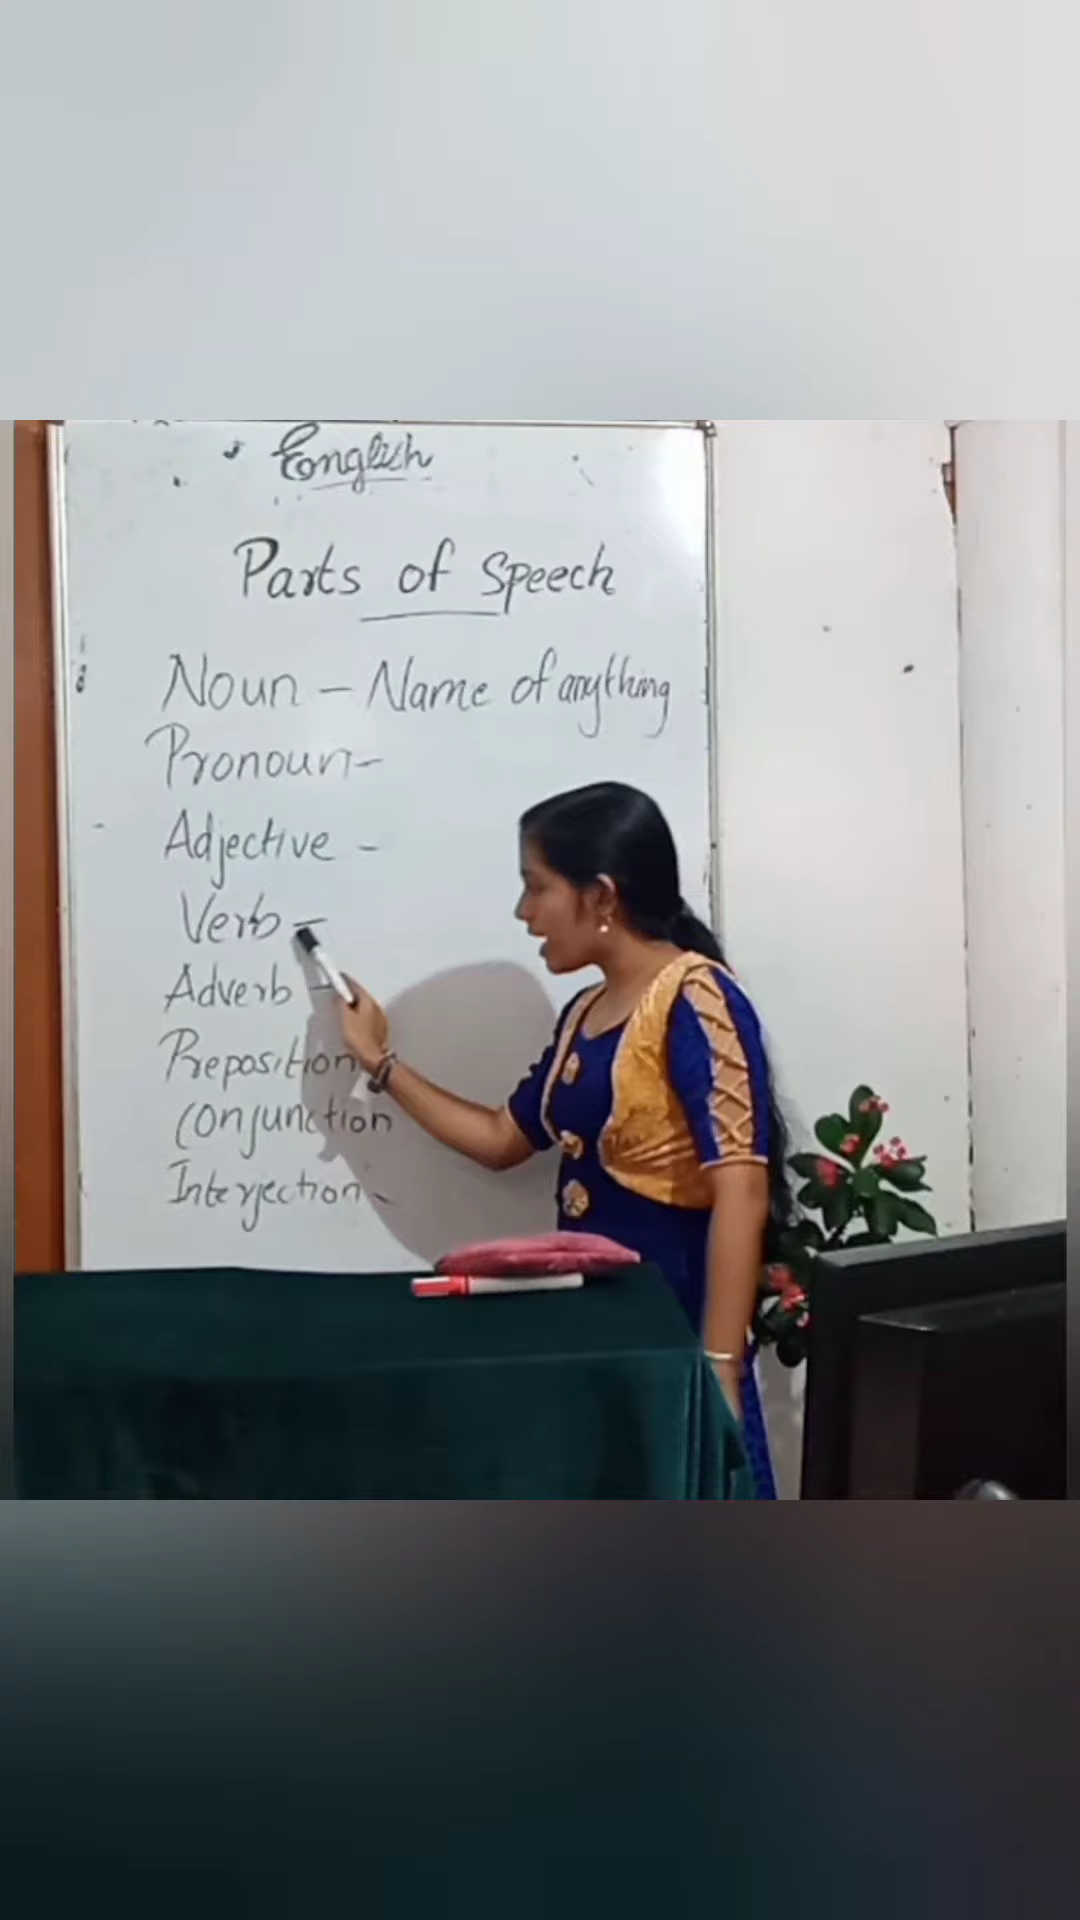 English
Parts of Speech
Noun - Name of anything
Pronoun -
Adjective -
Verb -
Adverb -
Preposition
Conjunction
Interjection -